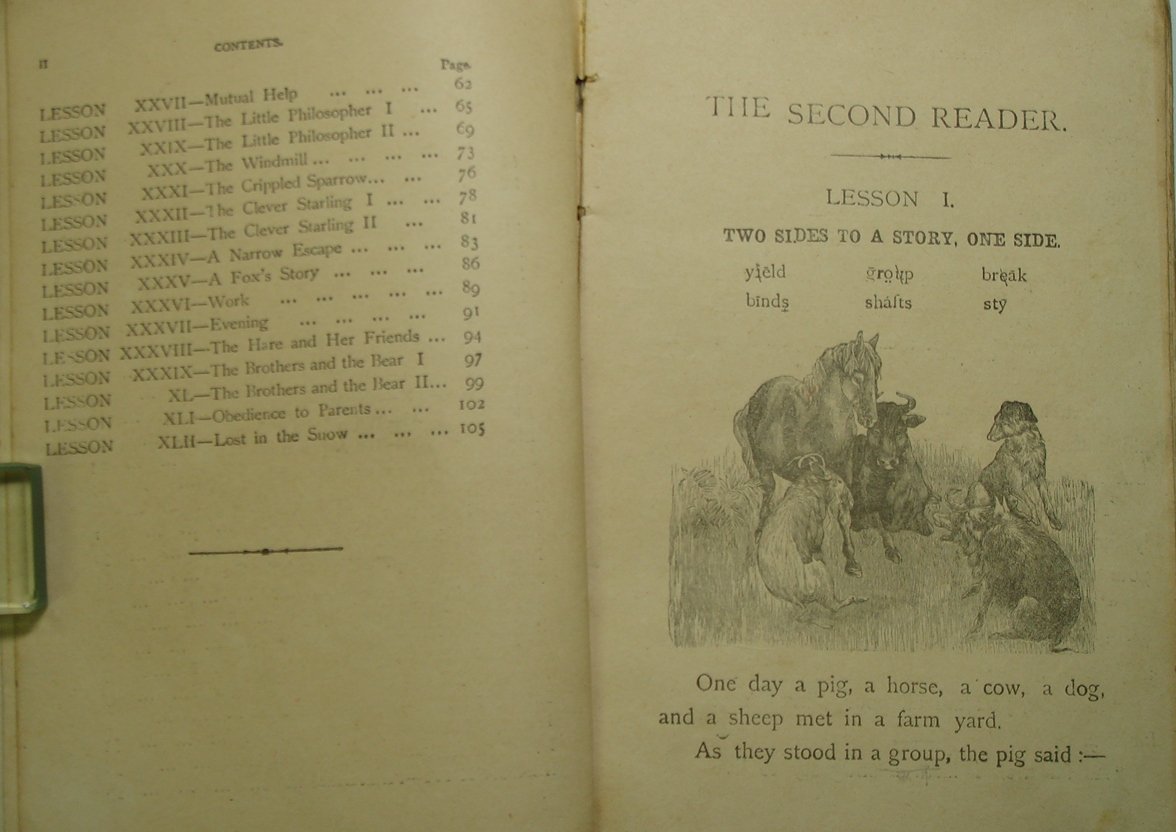 II
CONTENTS.
Page.
LESSON XXVII—Mutual Help ... ... ... 62
LESSON XXVIII—The Little Philosopher I ... 65
LESSON XXIX—The Little Philosopher II ... 69
LESSON XXX—The Windmill ... ... ... ... 73
LESSON XXXI—The Crippled Sparrow... ... 76
LESSON XXXII—The Clever Starling I ... ... 78
LESSON XXXIII—The Clever Starling II ... 81
LESSON XXXIV—A Narrow Escape ... ... ... 83
LESSON XXXV—A Fox's Story ... ... ... 86
LESSON XXXVI—Work ... ... ... ... ... 89
LESSON XXXVII—Evening ... ... ... ... 91
LESSON XXXVIII—The Hare and Her Friends ... 94
LESSON XXXIX—The Brothers and the Bear I 97
LESSON XL—The Brothers and the Bear II... 99
LESSON XLI—Obedience to Parents ... ... 102
LESSON XLII—Lost in the Snow ... ... ... 105
THE SECOND READER.
LESSON I.
TWO SIDES TO A STORY, ONE SIDE.
yield group break
binds shafts sty
One day a pig, a horse, a cow, a dog,
and a sheep met in a farm yard.
As they stood in a group, the pig said :—